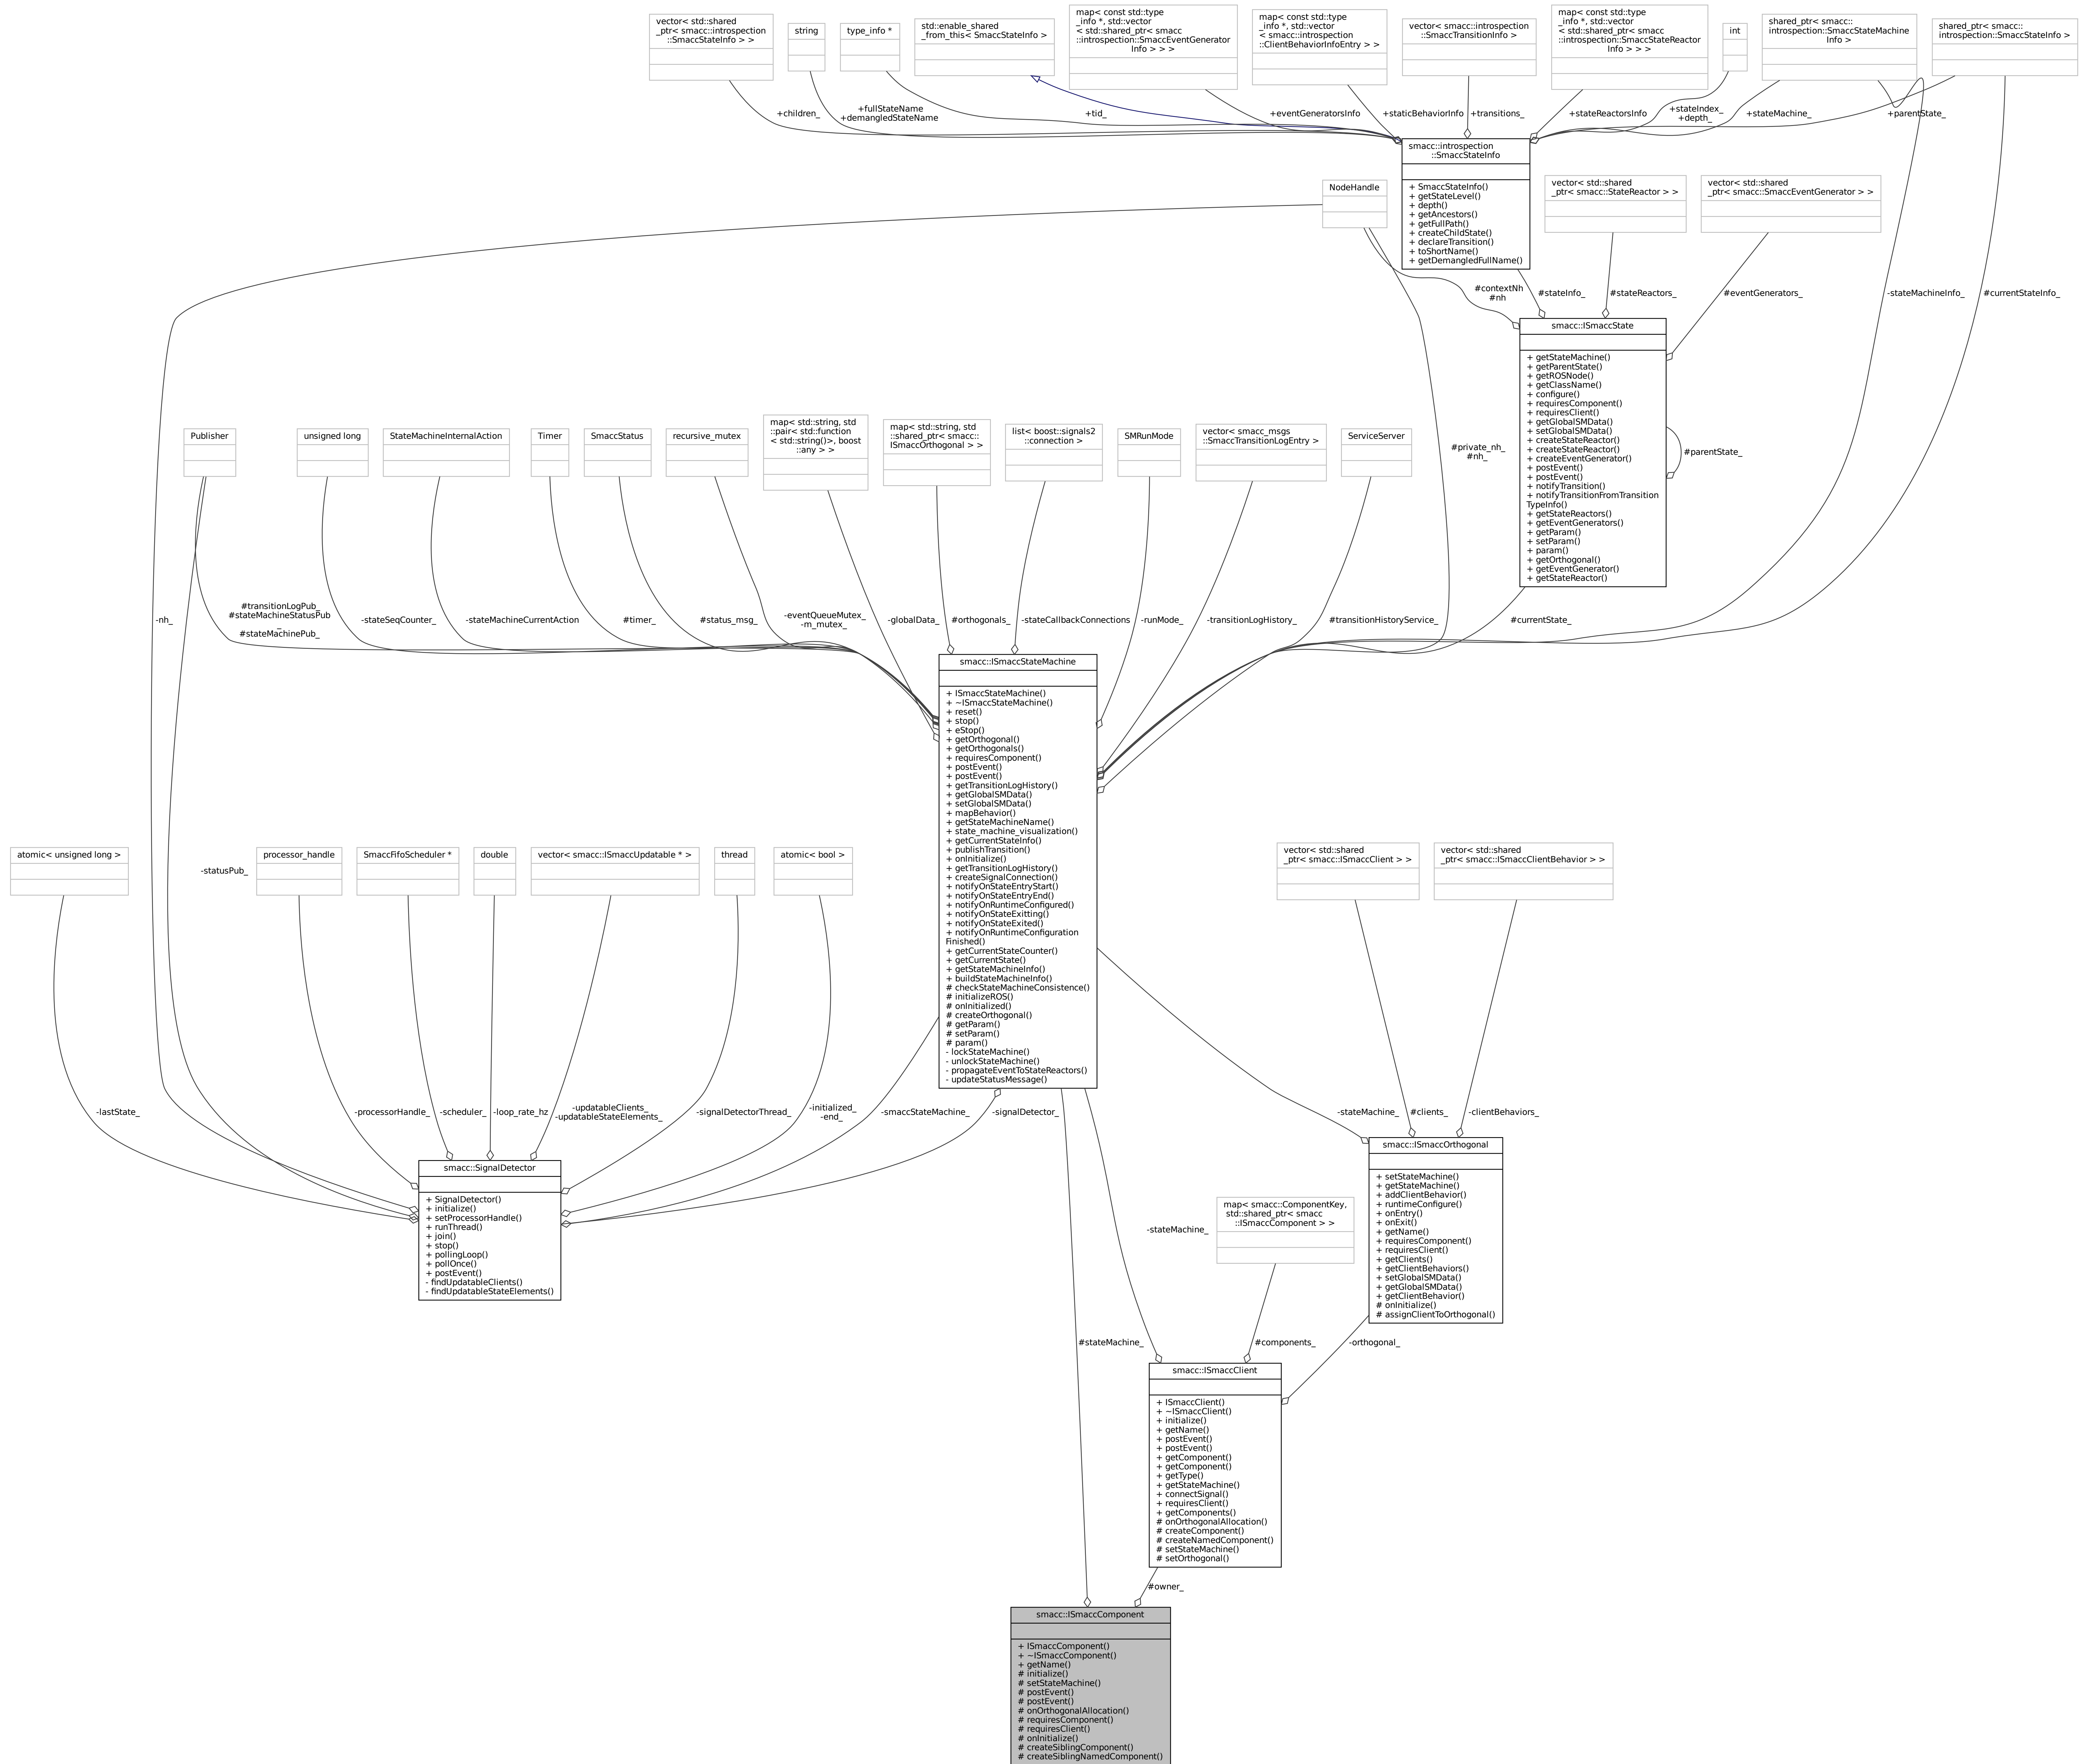 vector< std::shared
_ptr< smacc::introspection
::SmaccStateInfo > >
string
type_info *
std::enable_shared
_from_this< SmaccStateInfo >
map< const std::type
_info *, std::vector
< std::shared_ptr< smacc
::introspection::SmaccEventGenerator
Info > > >
map< const std::type
_info *, std::vector
< smacc::introspection
::ClientBehaviorInfoEntry > >
vector< smacc::introspection
::SmaccTransitionInfo >
map< const std::type
_info *, std::vector
< std::shared_ptr< smacc
::introspection::SmaccStateReactor
Info > > >
int
shared_ptr< smacc::
introspection::SmaccStateMachine
Info >
shared_ptr< smacc::
introspection::SmaccStateInfo >
+children_
+fullStateName
+demangledStateName
+tid_
+eventGeneratorsInfo
+staticBehaviorInfo
+transitions_
+stateReactorsInfo
+stateIndex_
+depth_
+stateMachine_
+parentState_
smacc::introspection
::SmaccStateInfo
+ SmaccStateInfo()
+ getStateLevel()
+ depth()
+ getAncestors()
+ getFullPath()
+ createChildState()
+ declareTransition()
+ toShortName()
+ getDemangledFullName()
NodeHandle
vector< std::shared
_ptr< smacc::StateReactor > >
vector< std::shared
_ptr< smacc::SmaccEventGenerator > >
#contextNh
#nh
#stateInfo_
#stateReactors_
#eventGenerators_
-stateMachineInfo_
#currentStateInfo_
smacc::ISmaccState
+ getStateMachine()
+ getParentState()
+ getROSNode()
+ getClassName()
+ configure()
+ requiresComponent()
+ requiresClient()
+ getGlobalSMData()
+ setGlobalSMData()
+ createStateReactor()
+ createStateReactor()
+ createEventGenerator()
+ postEvent()
+ postEvent()
+ notifyTransition()
+ notifyTransitionFromTransition
TypeInfo()
+ getStateReactors()
+ getEventGenerators()
+ getParam()
+ setParam()
+ param()
+ getOrthogonal()
+ getEventGenerator()
+ getStateReactor()
#parentState_
#private_nh_
#nh_
Publisher
unsigned long
StateMachineInternalAction
Timer
SmaccStatus
recursive_mutex
map< std::string, std
::pair< std::function
< std::string()>, boost
::any > >
map< std::string, std
::shared_ptr< smacc::
ISmaccOrthogonal > >
list< boost::signals2
::connection >
SMRunMode
vector< smacc_msgs
::SmaccTransitionLogEntry >
ServiceServer
-nh_
#transitionLogPub_
#stateMachineStatusPub
_
#stateMachinePub_
-stateSeqCounter_
-stateMachineCurrentAction
#timer_
#status_msg_
-eventQueueMutex_
-m_mutex_
-globalData_
#orthogonals_
-stateCallbackConnections
-runMode_
-transitionLogHistory_
#transitionHistoryService_
#currentState_
smacc::ISmaccStateMachine
+ ISmaccStateMachine()
+ ~ISmaccStateMachine()
+ reset()
+ stop()
+ eStop()
+ getOrthogonal()
+ getOrthogonals()
+ requiresComponent()
+ postEvent()
+ postEvent()
+ getTransitionLogHistory()
+ getGlobalSMData()
+ setGlobalSMData()
+ mapBehavior()
+ getStateMachineName()
+ state_machine_visualization()
+ getCurrentStateInfo()
+ publishTransition()
+ onInitialize()
+ getTransitionLogHistory()
+ createSignalConnection()
+ notifyOnStateEntryStart()
+ notifyOnStateEntryEnd()
+ notifyOnRuntimeConfigured()
+ notifyOnStateExitting()
+ notifyOnStateExited()
+ notifyOnRuntimeConfiguration
Finished()
+ getCurrentStateCounter()
+ getCurrentState()
+ getStateMachineInfo()
+ buildStateMachineInfo()
# checkStateMachineConsistence()
# initializeROS()
# onInitialized()
# createOrthogonal()
# getParam()
# setParam()
# param()
- lockStateMachine()
- unlockStateMachine()
- propagateEventToStateReactors()
- updateStatusMessage()
atomic< unsigned long >
-statusPub_
processor_handle
SmaccFifoScheduler *
double
vector< smacc::ISmaccUpdatable * >
thread
atomic< bool >
vector< std::shared
_ptr< smacc::ISmaccClient > >
vector< std::shared
_ptr< smacc::ISmaccClientBehavior > >
-lastState_
-processorHandle_
-scheduler_
-loop_rate_hz
-updatableClients_
-updatableStateElements_
-signalDetectorThread_
-initialized_
-end_
-smaccStateMachine_
-signalDetector_
-stateMachine_
#clients_
-clientBehaviors_
smacc::SignalDetector
+ SignalDetector()
+ initialize()
+ setProcessorHandle()
+ runThread()
+ join()
+ stop()
+ pollingLoop()
+ pollOnce()
+ postEvent()
- findUpdatableClients()
- findUpdatableStateElements()
smacc::ISmaccOrthogonal
+ setStateMachine()
+ getStateMachine()
+ addClientBehavior()
+ runtimeConfigure()
+ onEntry()
+ onExit()
+ getName()
+ requiresComponent()
+ requiresClient()
+ getClients()
+ getClientBehaviors()
+ setGlobalSMData()
+ getGlobalSMData()
+ getClientBehavior()
# onInitialize()
# assignClientToOrthogonal()
-stateMachine_
map< smacc::ComponentKey,
std::shared_ptr< smacc
::ISmaccComponent > >
#stateMachine_
#components_
-orthogonal_
smacc::ISmaccClient
+ ISmaccClient()
+ ~ISmaccClient()
+ initialize()
+ getName()
+ postEvent()
+ postEvent()
+ getComponent()
+ getComponent()
+ getType()
+ getStateMachine()
+ connectSignal()
+ requiresClient()
+ getComponents()
# onOrthogonalAllocation()
# createComponent()
# createNamedComponent()
# setStateMachine()
# setOrthogonal()
#owner_
smacc::ISmaccComponent
+ ISmaccComponent()
+ ~ISmaccComponent()
+ getName()
# initialize()
# setStateMachine()
# postEvent()
# postEvent()
# onOrthogonalAllocation()
# requiresComponent()
# requiresClient()
# onInitialize()
# createSiblingComponent()
# createSiblingNamedComponent()